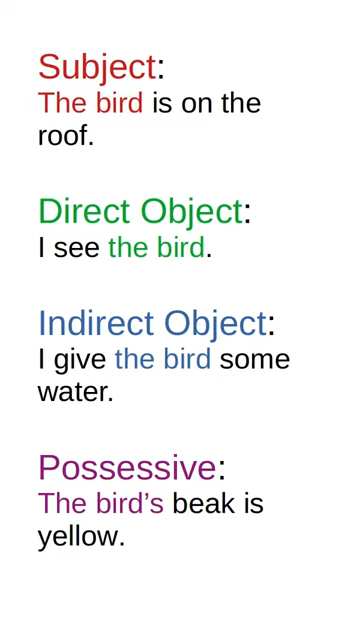 Subject:
The bird is on the
roof.
Direct Object:
I see the bird.
Indirect Object:
I give the bird some
water.
Possessive:
The bird’s beak is
yellow.